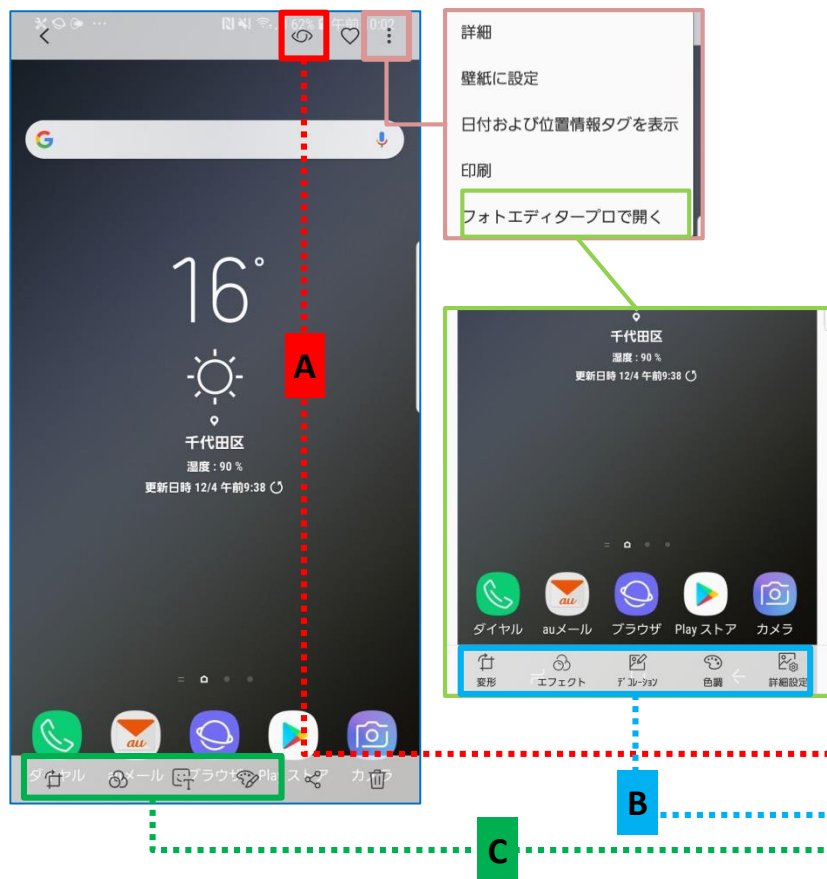 62% 午前10:02
G
16°
千代田区
湿度 : 90 %
更新日時 12/4 午前9:38
au
ダイヤル auメール ブラウザ Play ストア カメラ
T
詳細
壁紙に設定
日付および位置情報タグを表示
印刷
フォトエディタープロで開く
千代田区
湿度 : 90 %
更新日時 12/4 午前9:38
au
ダイヤル auメール ブラウザ Play ストア カメラ
変形 エフェクト デコレーション 色調 詳細設定
A
B
C